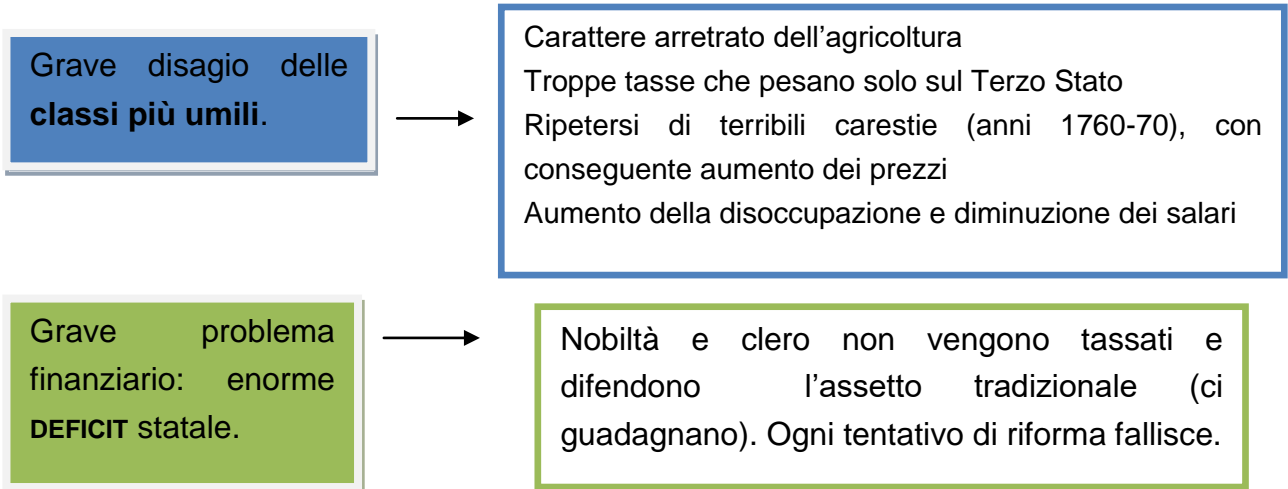 Grave disagio delle
classi più umili.
Carattere arretrato dell'agricoltura
Troppe tasse che pesano solo sul Terzo Stato
Ripetersi di terribili carestie (anni 1760-70), con
conseguente aumento dei prezzi
Aumento della disoccupazione e diminuzione dei salari
Grave problema
finanziario: enorme
DEFICIT statale.
Nobiltà e clero non vengono tassati e
difendono l'assetto tradizionale (ci
guadagnano). Ogni tentativo di riforma fallisce.